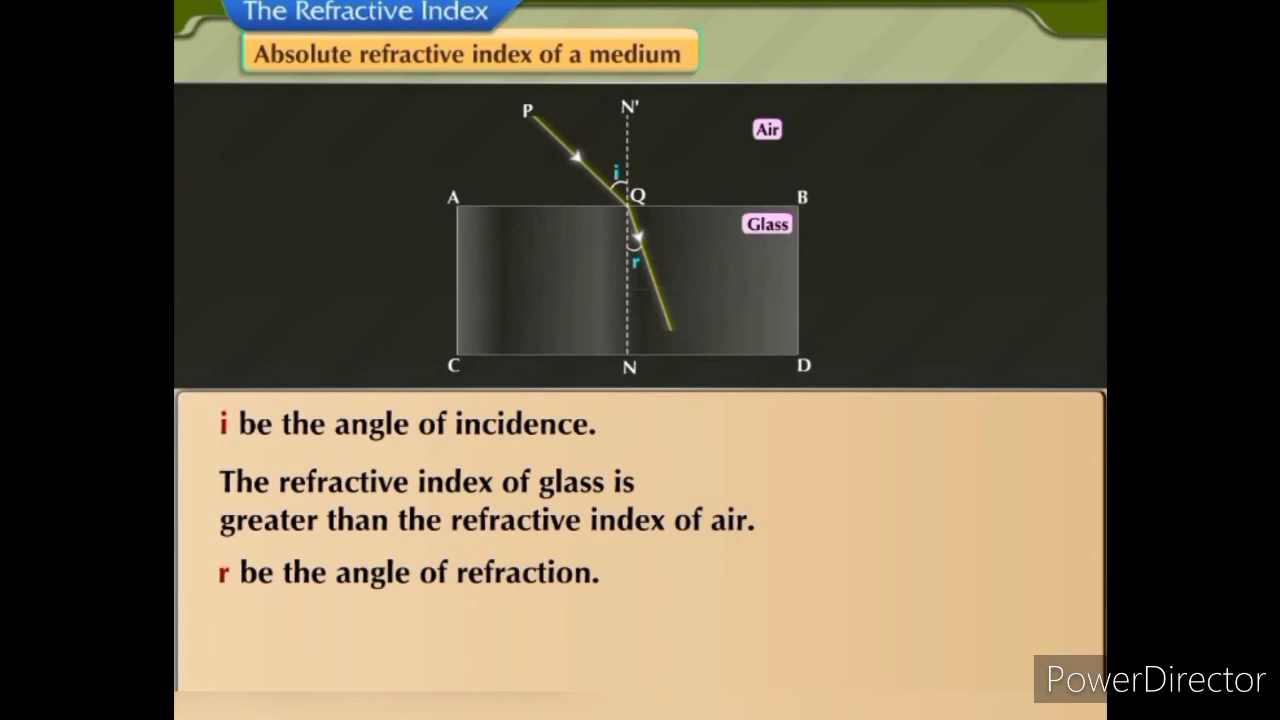 The Refractive Index
Absolute refractive index of a medium
P
N'
Air
i
A
Q
B
Glass
r
C
N
D
i be the angle of incidence.
The refractive index of glass is
greater than the refractive index of air.
r be the angle of refraction.
PowerDirector